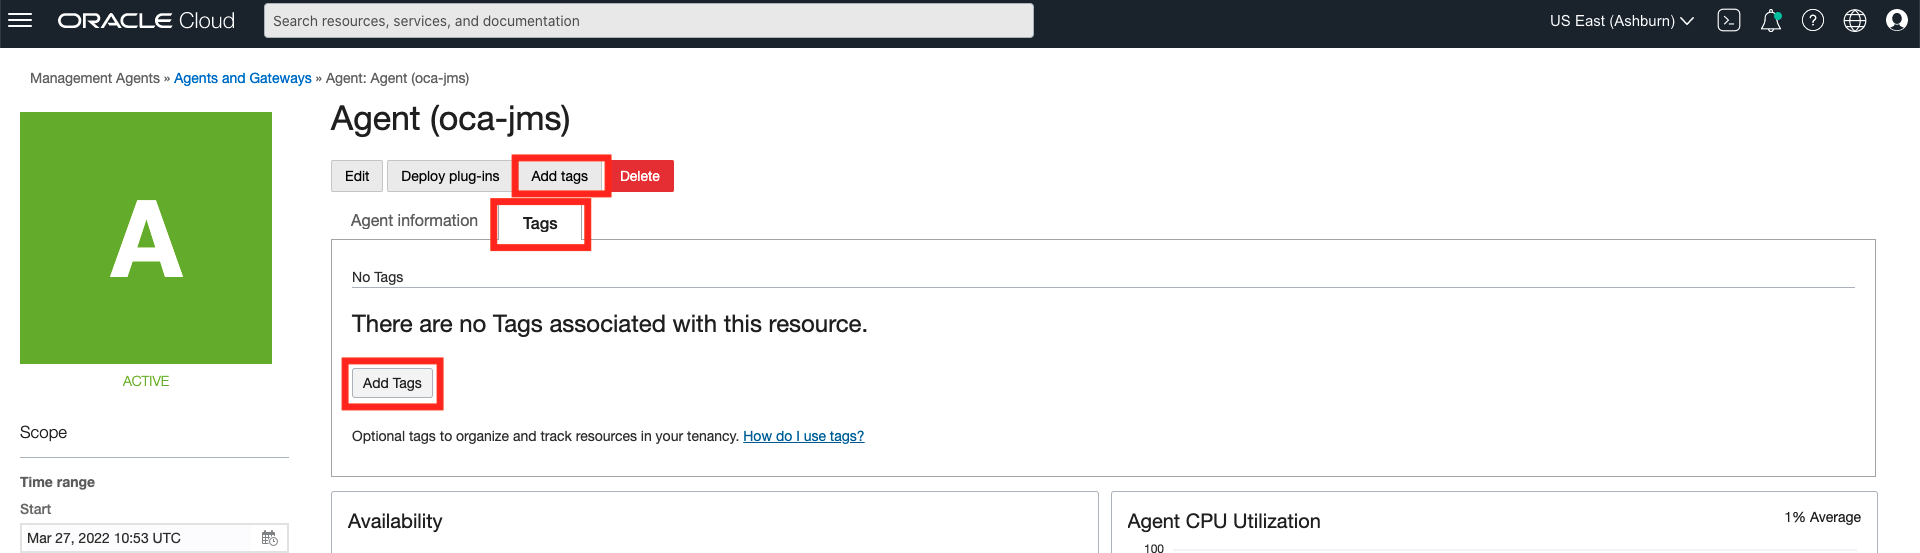 ORACLE Cloud
Search resources, services, and documentation
US East (Ashburn)
Management Agents » Agents and Gateways » Agent: Agent (oca-jms)
A
ACTIVE
Scope
Time range
Start
Mar 27, 2022 10:53 UTC
Agent (oca-jms)
Edit
Deploy plug-ins
Add tags
Delete
Agent information
Tags
No Tags
There are no Tags associated with this resource.
Add Tags
Optional tags to organize and track resources in your tenancy. How do I use tags?
Availability
Agent CPU Utilization
1% Average
100